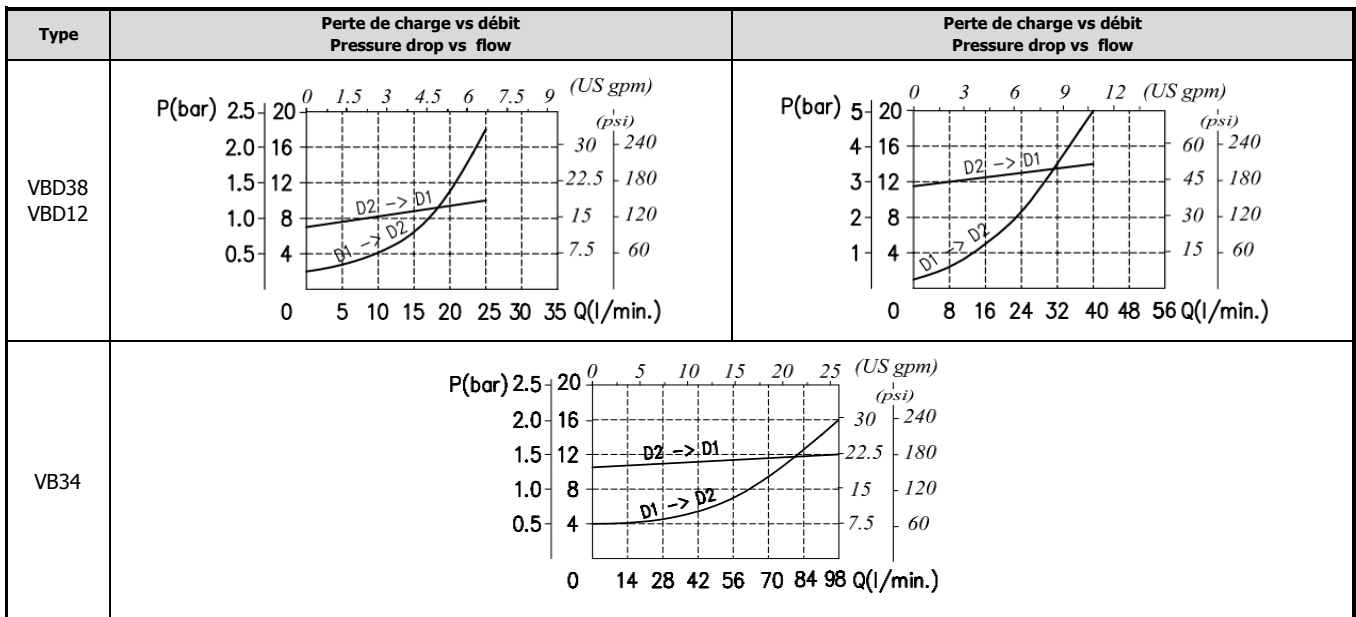 Type
Perte de charge vs débit
Pressure drop vs flow
Perte de charge vs débit
Pressure drop vs flow
VBD38
VBD12
0 1.5 3 4.5 6 7.5 9 (US gpm)
P(bar) 2.5 20 (psi)
2.0 16 30 240
1.5 12 22.5 180
D2 -> D1
1.0 8 15 120
D1 -> D2
0.5 4 7.5 60
0 5 10 15 20 25 30 35 Q(l/min.)
0 3 6 9 12 (US gpm)
P(bar) 5 20 (psi)
4 16 60 240
D2 -> D1
3 12 45 180
2 8 30 120
D1 -> D2
1 4 15 60
0 8 16 24 32 40 48 56 Q(l/min.)
VB34
0 5 10 15 20 25 (US gpm)
P(bar) 2.5 20 (psi)
2.0 16 30 240
D2 -> D1
1.5 12 22.5 180
1.0 8 15 120
D1 -> D2
0.5 4 7.5 60
0 14 28 42 56 70 84 98 Q(l/min.)